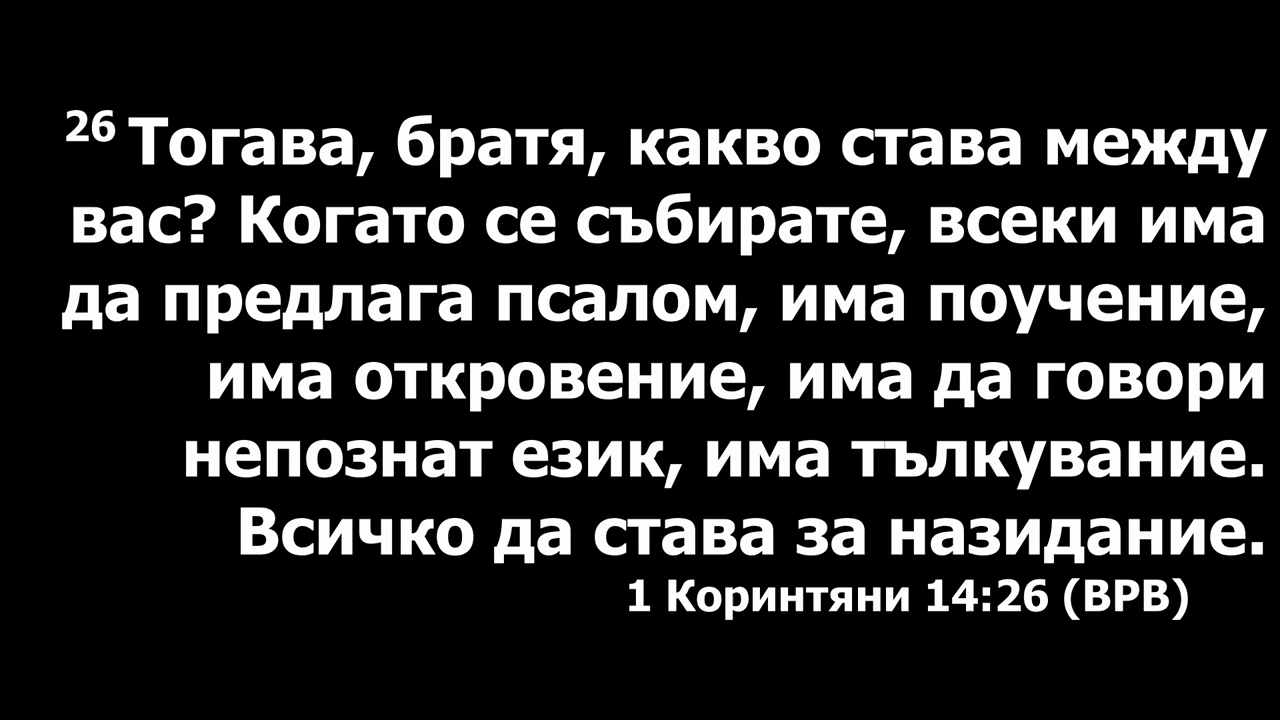 26 Тогава, братя, какво става между
вас? Когато се събирате, всеки има
да предлага псалом, има поучение,
има откровение, има да говори
непознат език, има тълкувание.
Всичко да става за назидание.
1 Коринтяни 14:26 (ВРВ)